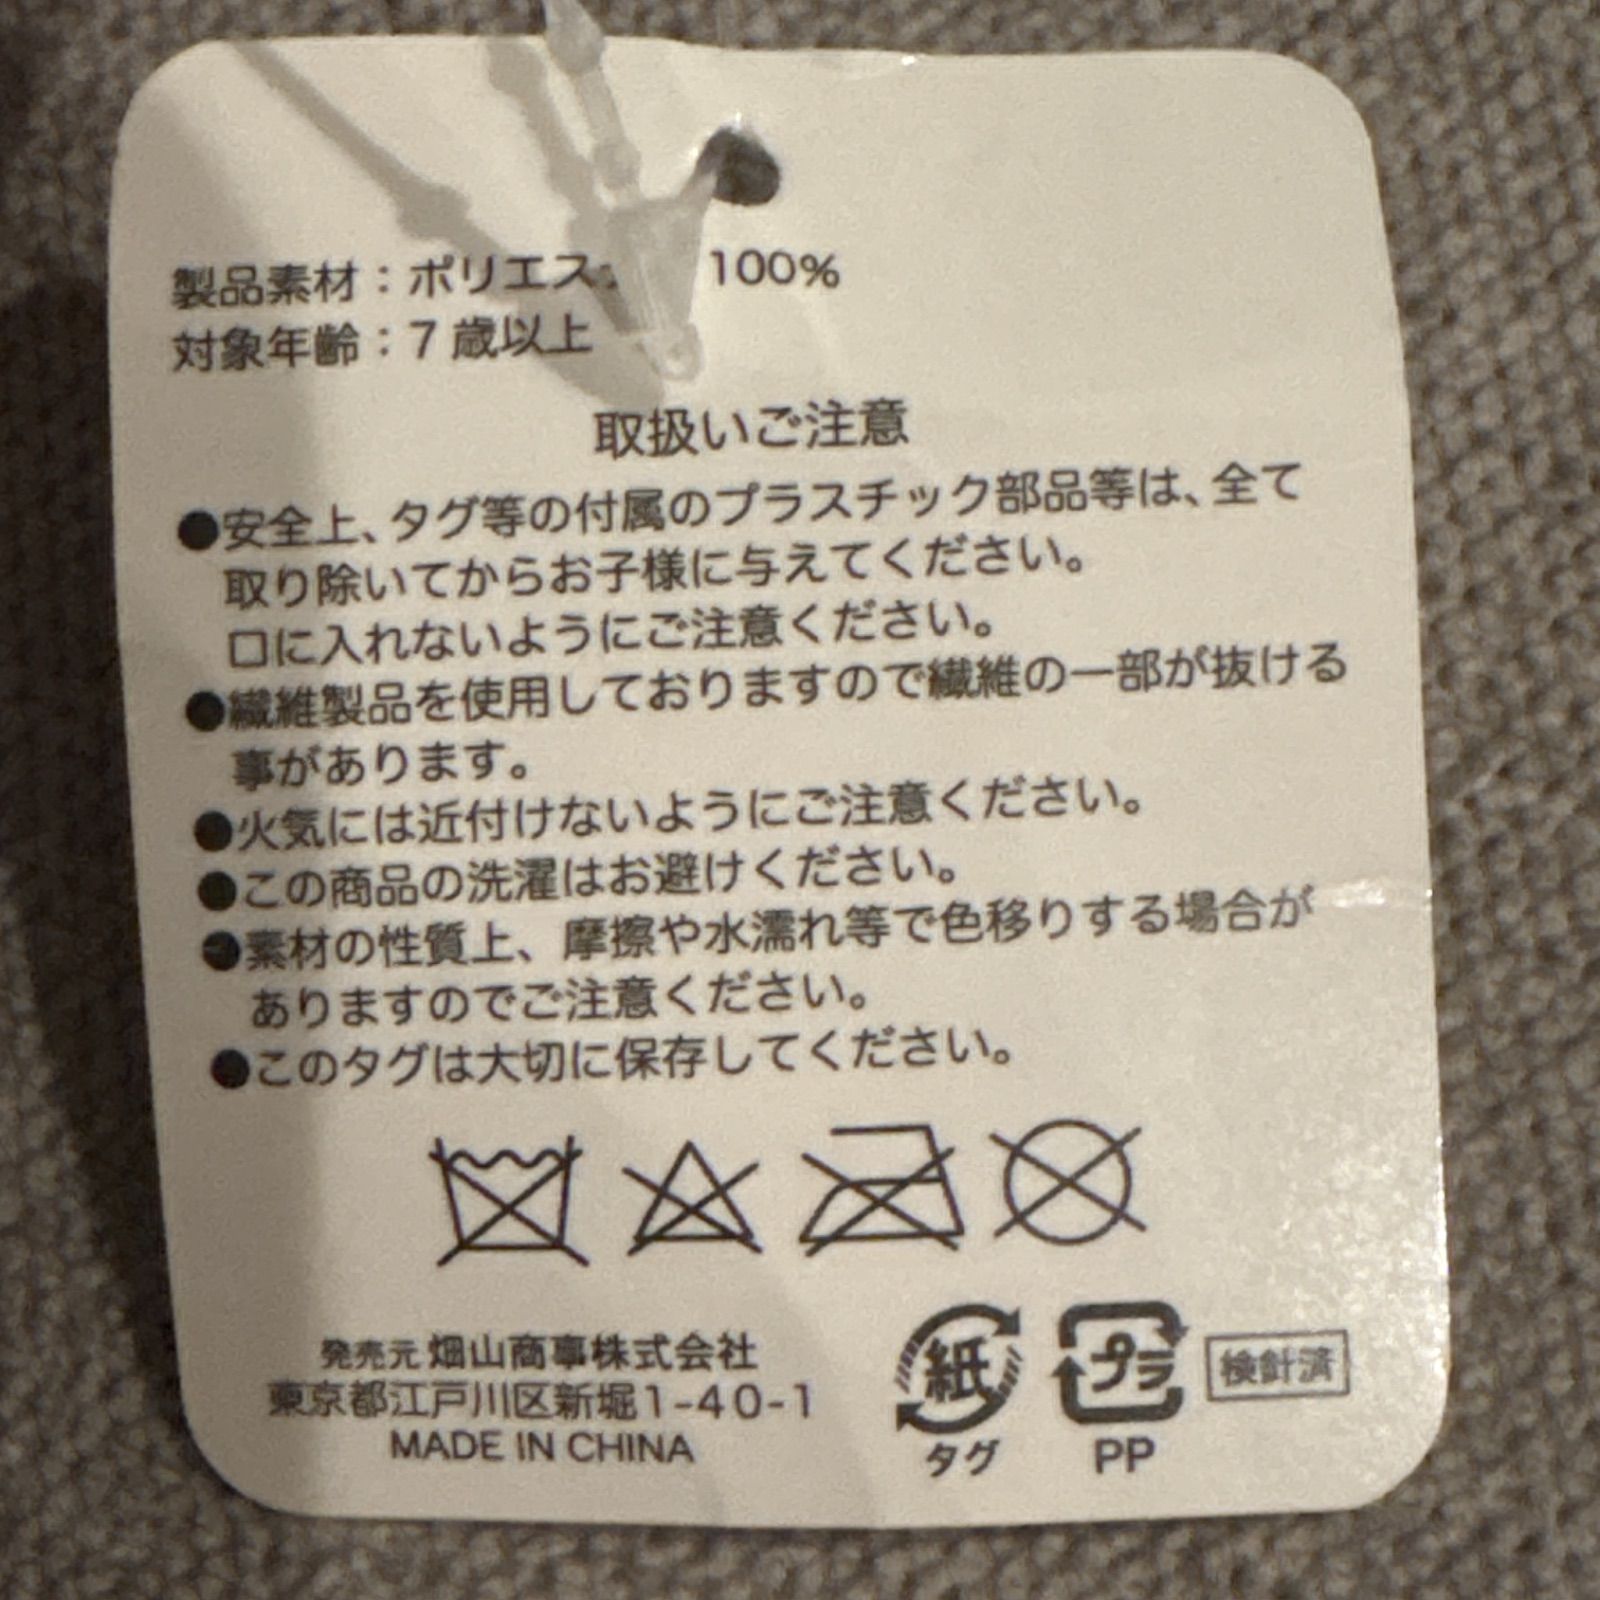 製品素材：ポリエス 100%
対象年齢：7 歳以上
取扱いご注意
●安全上、タグ等の付属のプラスチック部品等は、全て
取り除いてからお子様に与えてください。
口に入れないようにご注意ください。
●繊維製品を使用しておりますので繊維の一部が抜ける
事があります。
●火気には近付けないようにご注意ください。
●この商品の洗濯はお避けください。
●素材の性質上、摩擦や水濡れ等で色移りする場合が
ありますのでご注意ください。
●このタグは大切に保存してください。
発売元 畑山商事株式会社
東京都江戸川区新堀1-40-1
MADE IN CHINA
紙
タグ
プラ
PP
検針済